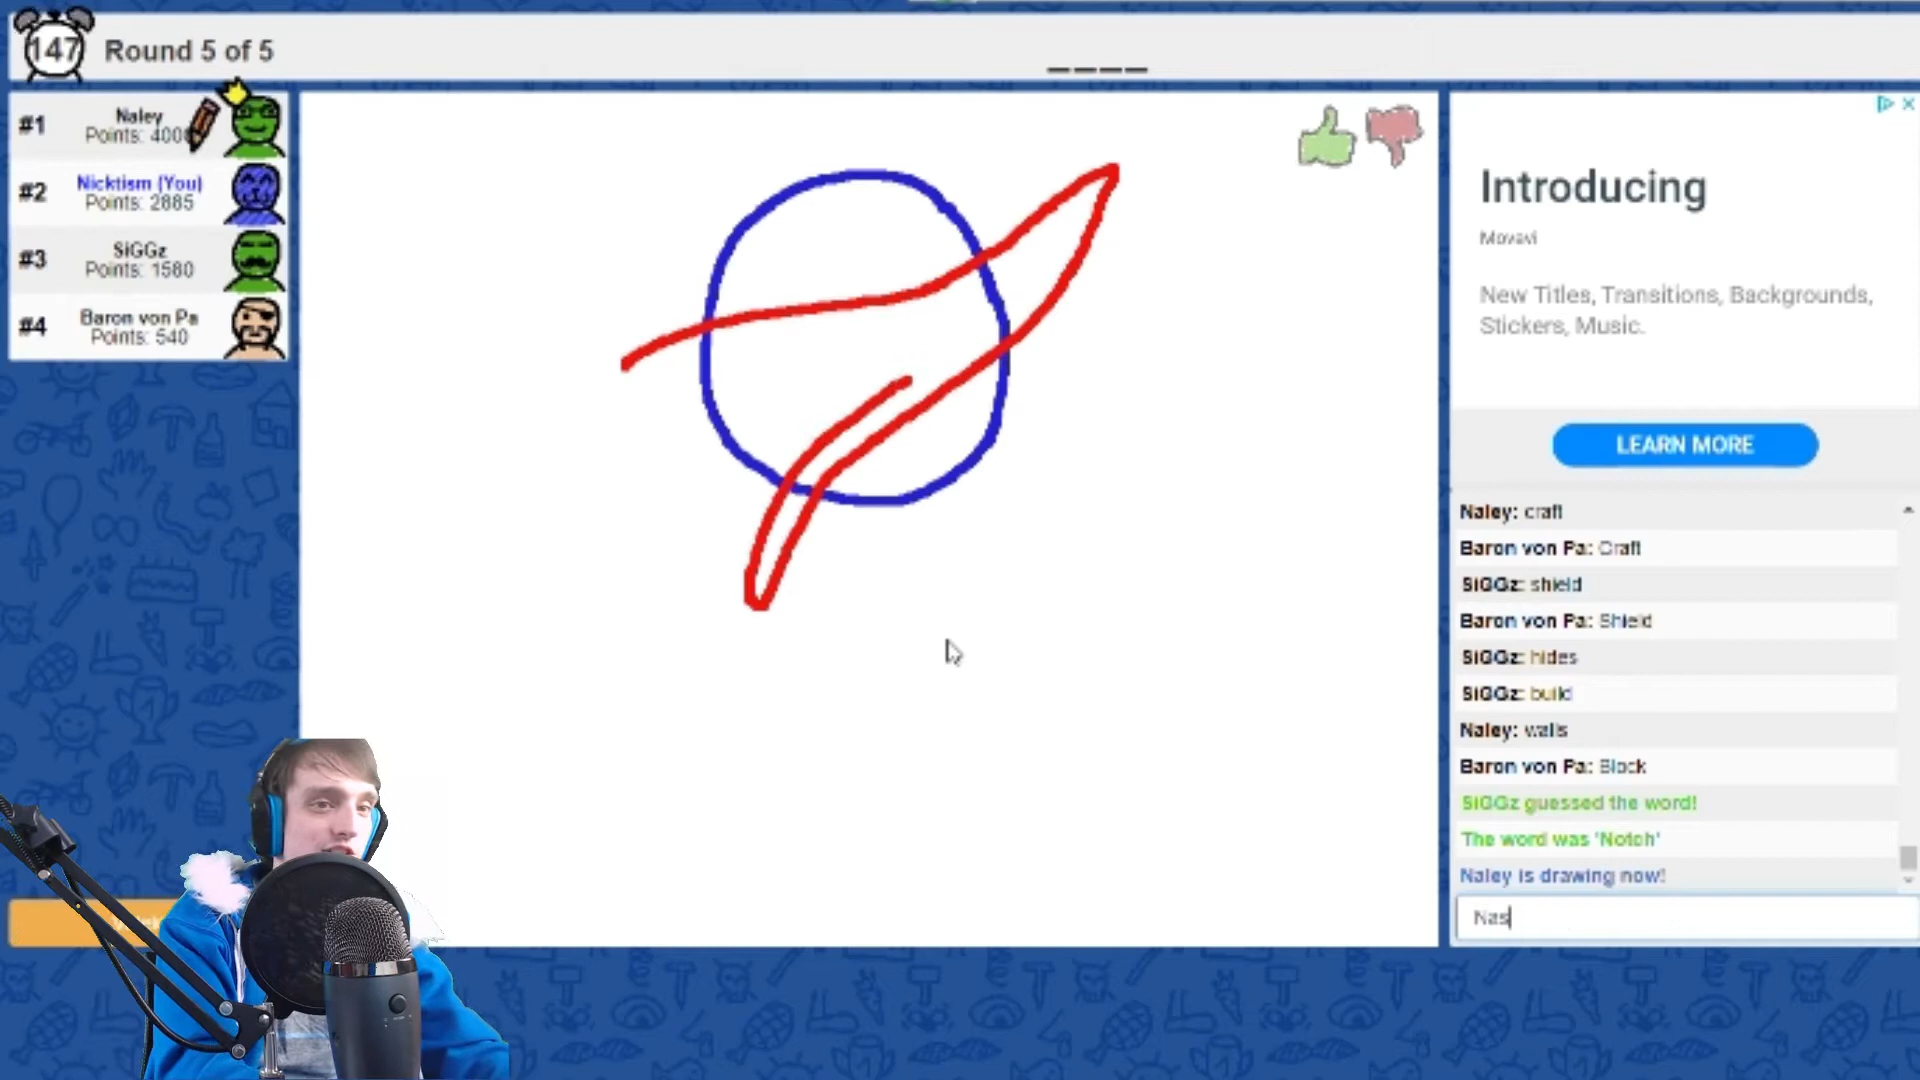 147
Round 5 of 5
____
#1
Naley
Points: 400
#2
Nicktism (You)
Points: 2885
#3
SiGGz
Points: 1580
#4
Baron von Pa
Points: 540
Introducing
Movavi
New Titles, Transitions, Backgrounds,
Stickers, Music.
LEARN MORE
Naley: craft
Baron von Pa: Craft
SiGGz: shield
Baron von Pa: Shield
SiGGz: hides
SiGGz: build
Naley: walls
Baron von Pa: Block
SiGGz guessed the word!
The word was 'Notch'
Naley is drawing now!
Nas